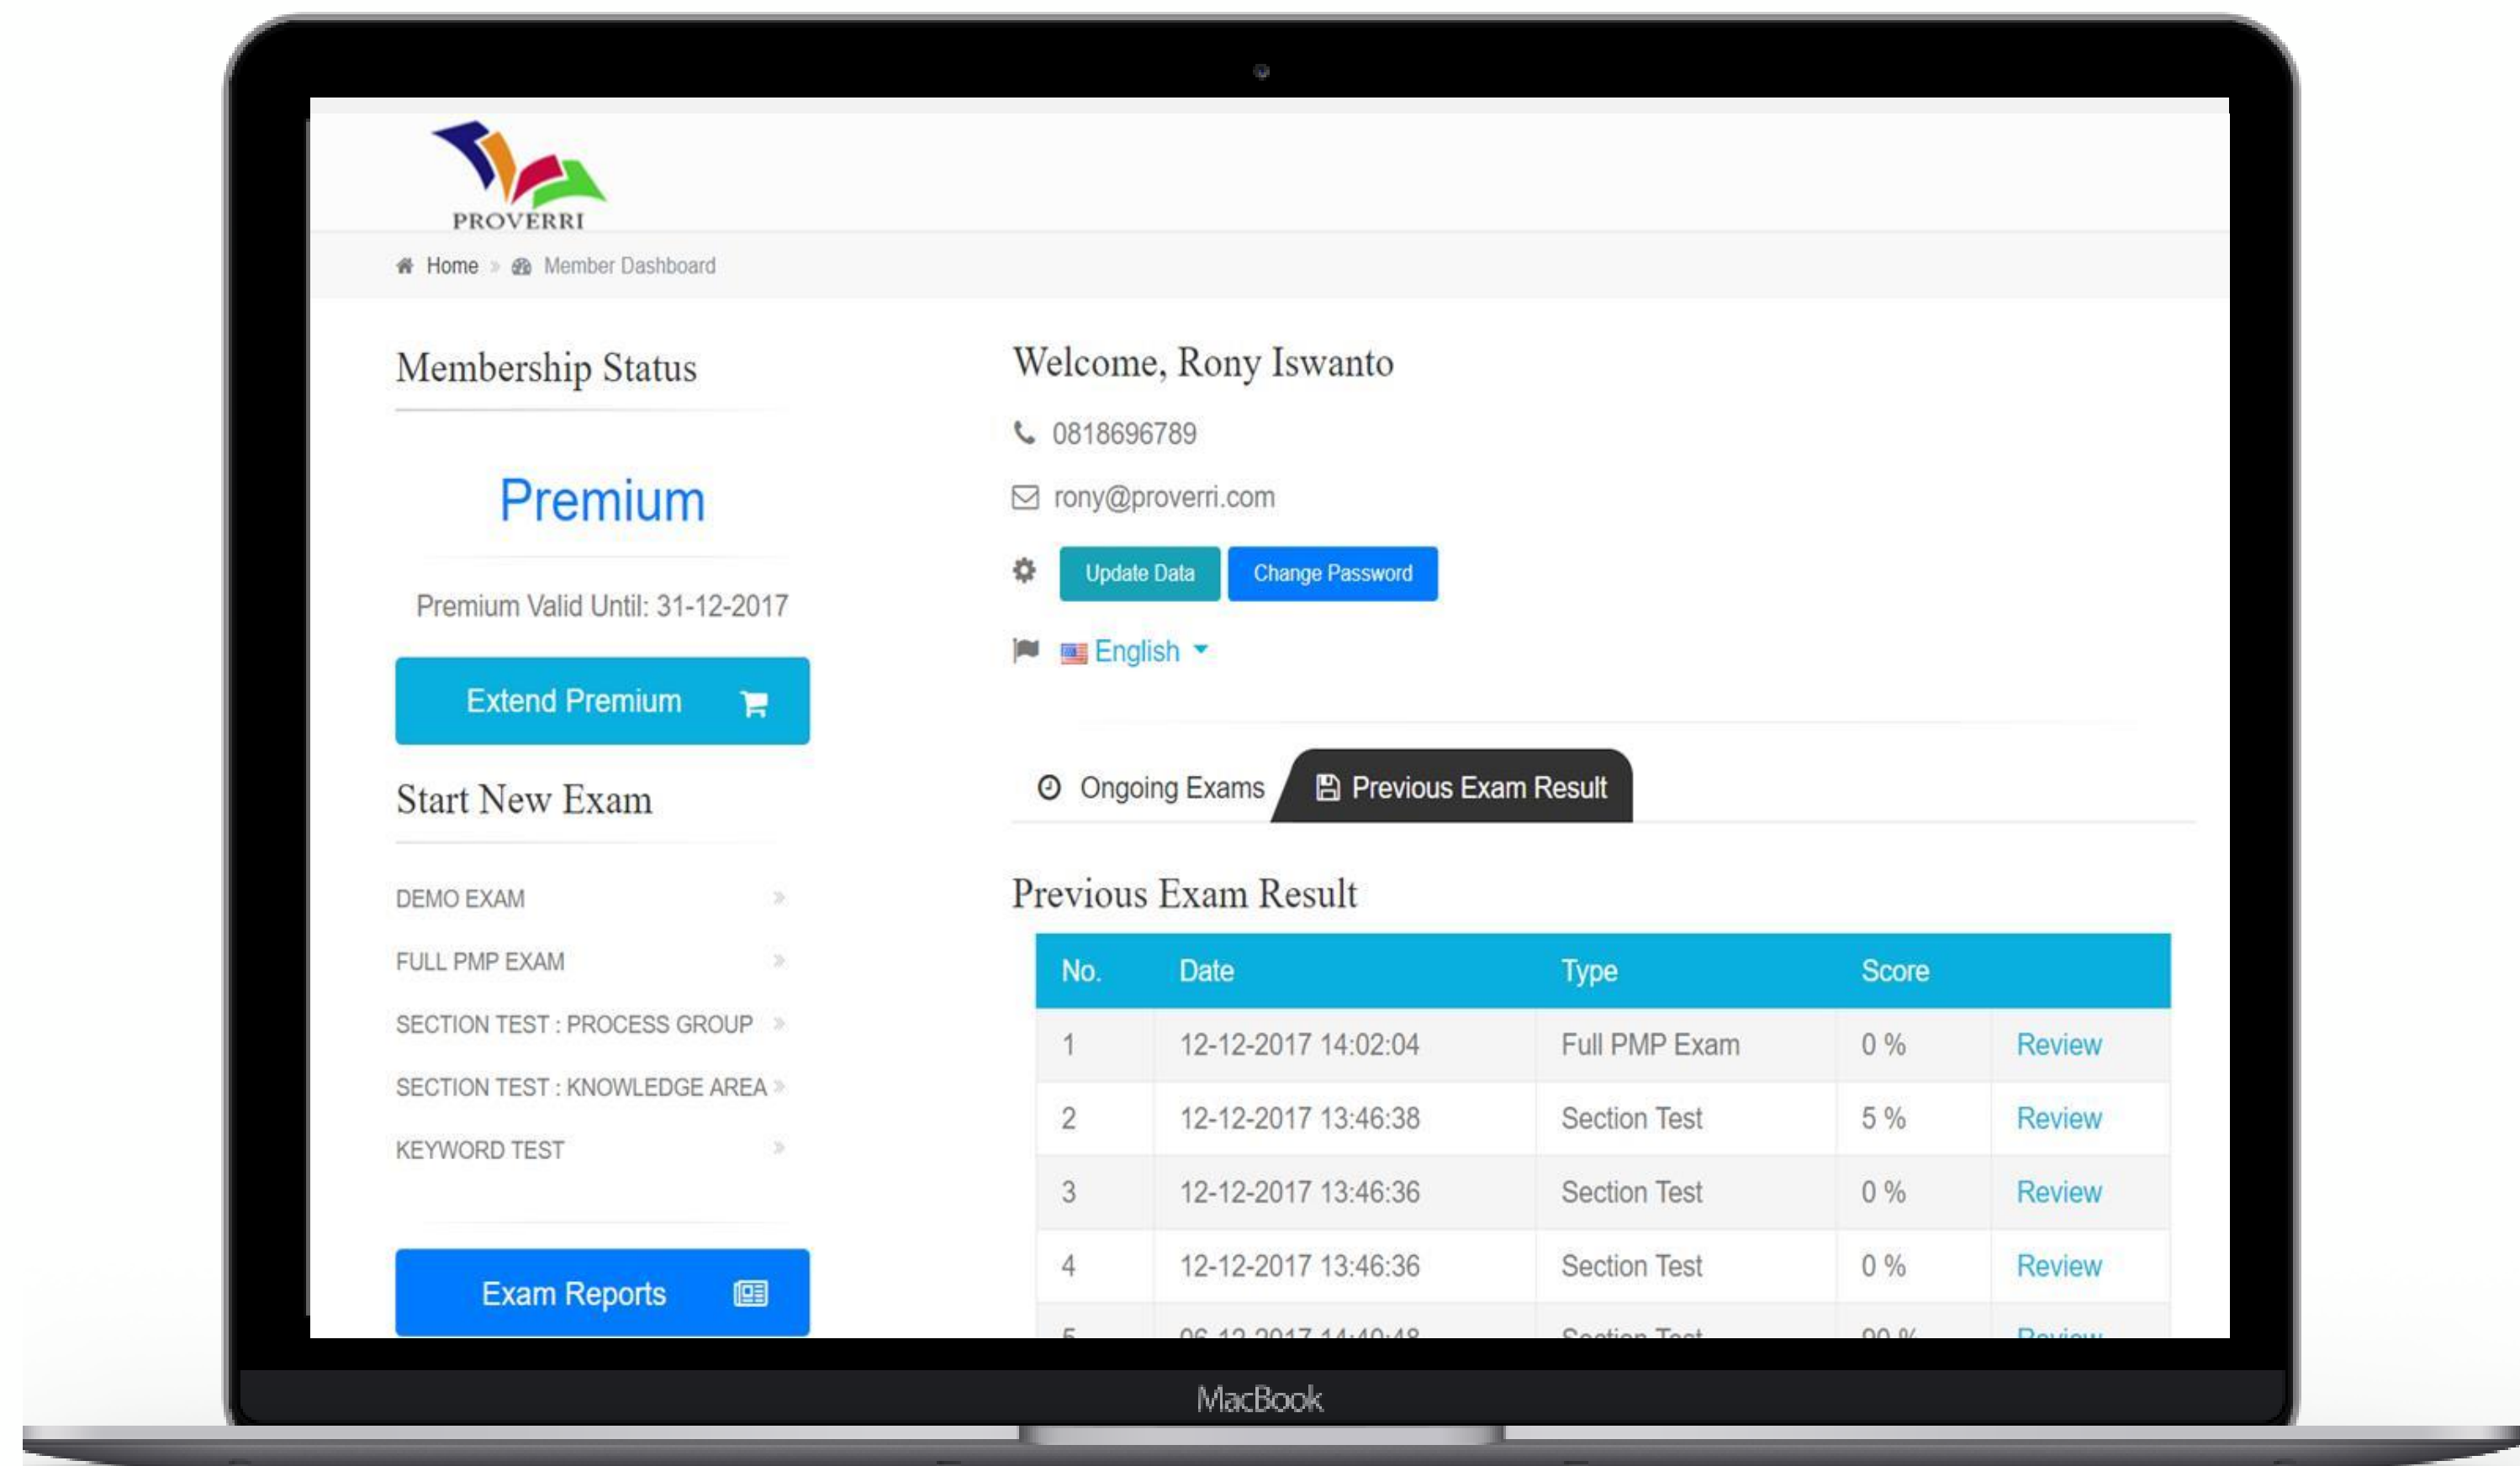 PROVERRI
Home » Member Dashboard
Membership Status
Premium
Premium Valid Until: 31-12-2017
Extend Premium
Start New Exam
DEMO EXAM »
FULL PMP EXAM »
SECTION TEST : PROCESS GROUP »
SECTION TEST : KNOWLEDGE AREA »
KEYWORD TEST »
Exam Reports
Welcome, Rony Iswanto
0818696789
rony@proverri.com
Update Data Change Password
English
Ongoing Exams Previous Exam Result
Previous Exam Result
No. Date Type Score
1 12-12-2017 14:02:04 Full PMP Exam 0 % Review
2 12-12-2017 13:46:38 Section Test 5 % Review
3 12-12-2017 13:46:36 Section Test 0 % Review
4 12-12-2017 13:46:36 Section Test 0 % Review
Section Test Review
MacBook